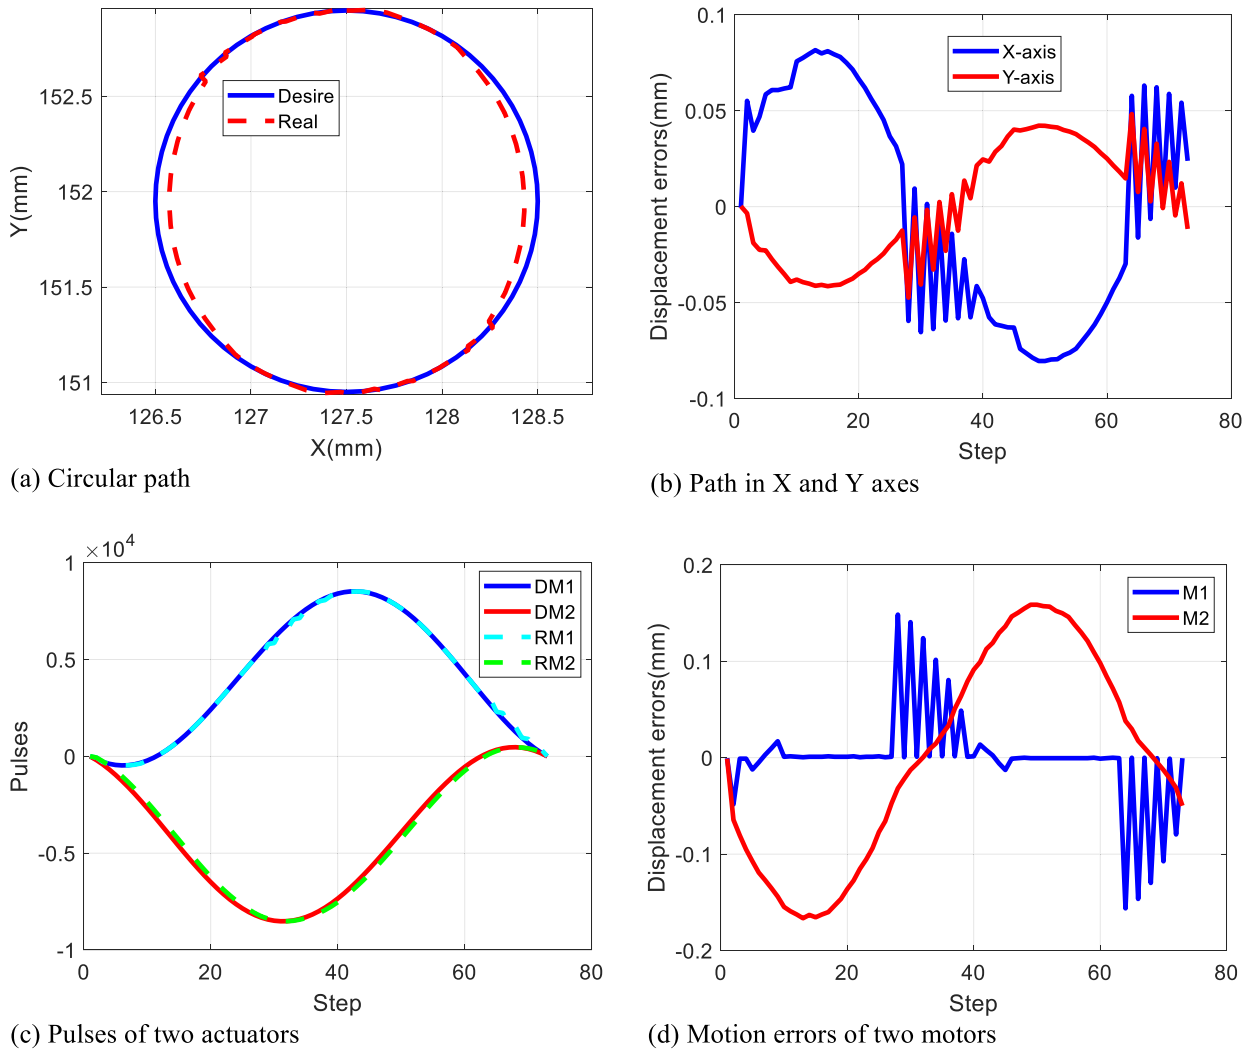 152.5
152
151.5
151
Y(mm)
Desire
Real
126.5 127 127.5 128 128.5
X(mm)
(a) Circular path
0.1
0.05
0
-0.05
-0.1
Displacement errors(mm)
X-axis
Y-axis
0 20 40 60 80
Step
(b) Path in X and Y axes
×10⁴
1
0.5
0
-0.5
-1
Pulses
DM1
DM2
RM1
RM2
0 20 40 60 80
Step
(c) Pulses of two actuators
0.2
0.1
0
-0.1
-0.2
Displacement errors(mm)
M1
M2
0 20 40 60 80
Step
(d) Motion errors of two motors